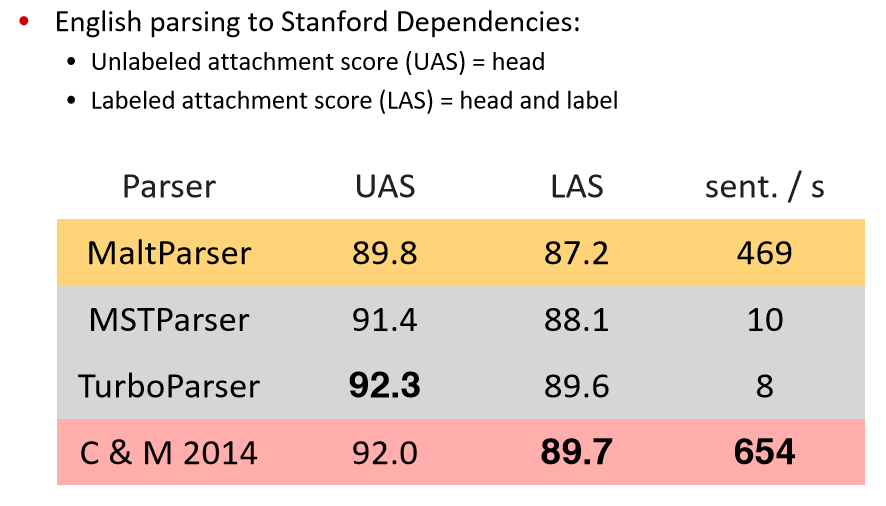 • English parsing to Stanford Dependencies:
• Unlabeled attachment score (UAS) = head
• Labeled attachment score (LAS) = head and label
Parser UAS LAS sent. / s
MaltParser 89.8 87.2 469
MSTParser 91.4 88.1 10
TurboParser 92.3 89.6 8
C & M 2014 92.0 89.7 654